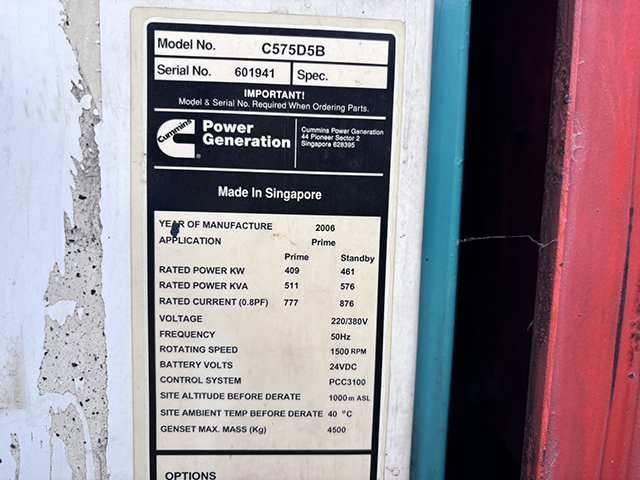 Model No. C575D5B
Serial No. 601941 Spec.
IMPORTANT!
Model & Serial No. Required When Ordering Parts.
Cummins
Power
Generation
Cummins Power Generation
44 Pioneer Sector 2
Singapore 628395
Made In Singapore
YEAR OF MANUFACTURE 2006
APPLICATION Prime
Prime Standby
RATED POWER KW 409 461
RATED POWER KVA 511 576
RATED CURRENT (0.8PF) 777 876
VOLTAGE 220/380V
FREQUENCY 50Hz
ROTATING SPEED 1500 RPM
BATTERY VOLTS 24VDC
CONTROL SYSTEM PCC3100
SITE ALTITUDE BEFORE DERATE 1000m ASL
SITE AMBIENT TEMP BEFORE DERATE 40 °C
GENSET MAX. MASS (Kg) 4500
OPTIONS